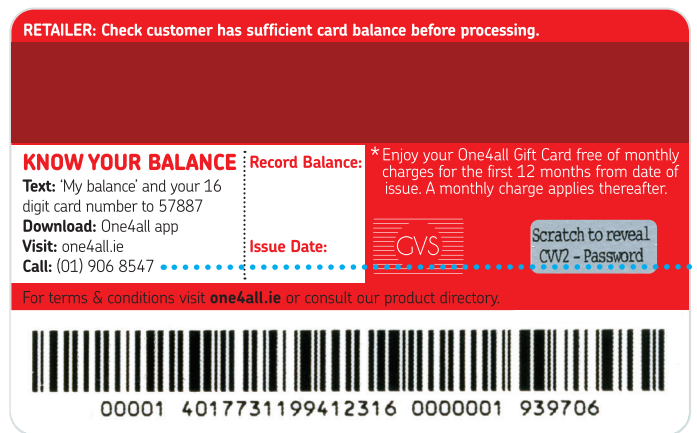 RETAILER: Check customer has sufficient card balance before processing.
KNOW YOUR BALANCE
Text: ‘My balance’ and your 16
digit card number to 57887
Download: One4all app
Visit: one4all.ie
Call: (01) 906 8547
Record Balance:
Issue Date:
* Enjoy your One4all Gift Card free of monthly
charges for the first 12 months from date of
issue. A monthly charge applies thereafter.
GVS
Scratch to reveal
CVV2 - Password
For terms & conditions visit one4all.ie or consult our product directory.
00001 4017731199412316 0000001 939706